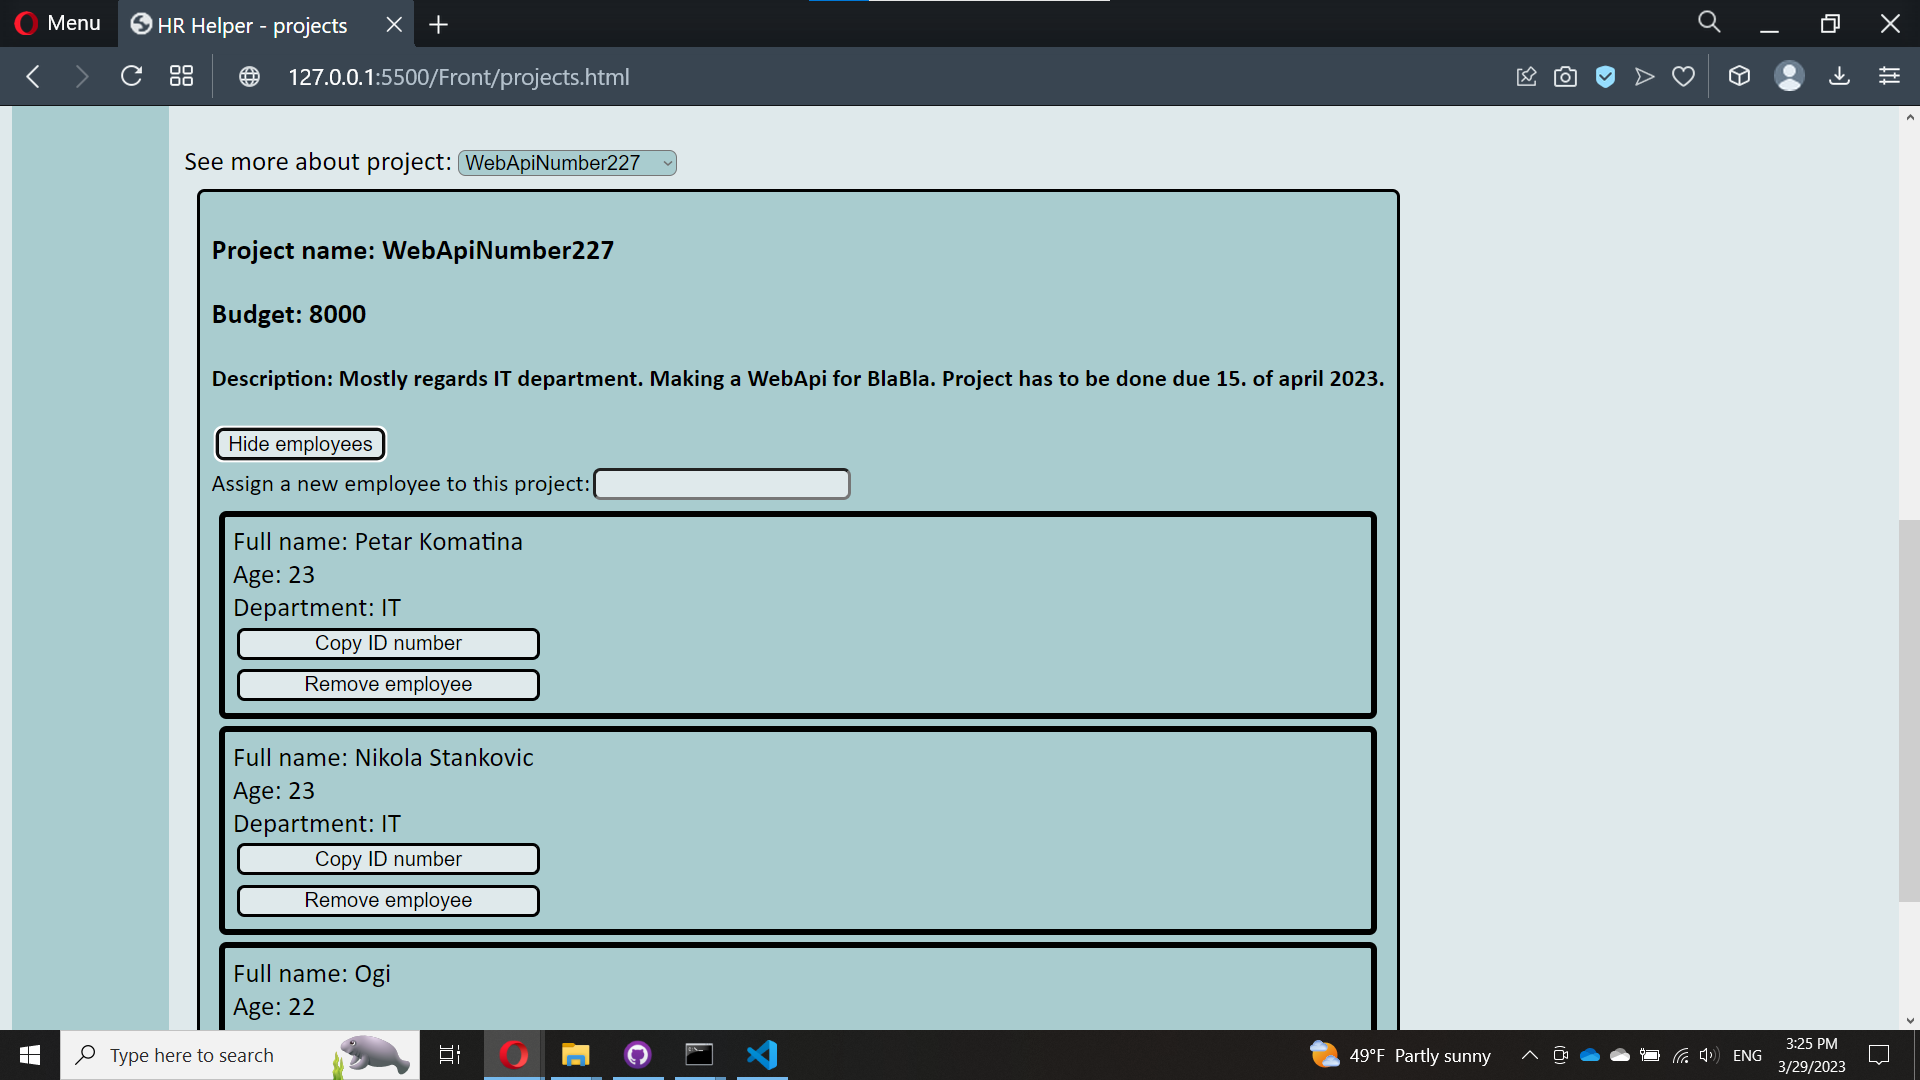 Menu
HR Helper - projects
127.0.0.1:5500/Front/projects.html
See more about project: WebApiNumber227
Project name: WebApiNumber227
Budget: 8000
Description: Mostly regards IT department. Making a WebApi for BlaBla. Project has to be done due 15. of april 2023.
Hide employees
Assign a new employee to this project:
Full name: Petar Komatina
Age: 23
Department: IT
Copy ID number
Remove employee
Full name: Nikola Stankovic
Age: 23
Department: IT
Copy ID number
Remove employee
Full name: Ogi
Age: 22
Type here to search
49°F Partly sunny
ENG
3:25 PM
3/29/2023